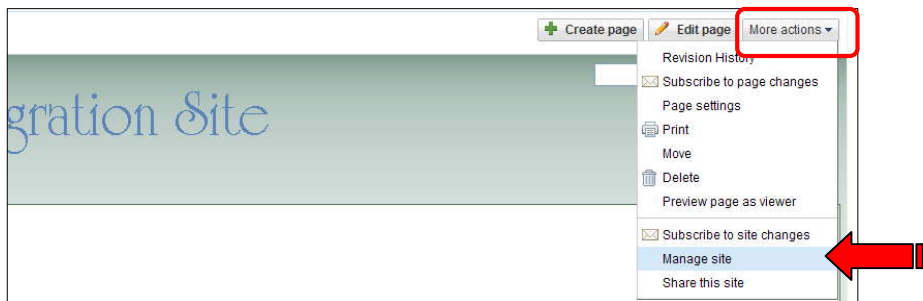 Create page Edit page More actions
Revision History
Subscribe to page changes
gration Site
Page settings
Print
Move
Delete
Preview page as viewer
Subscribe to site changes
Manage site
Share this site